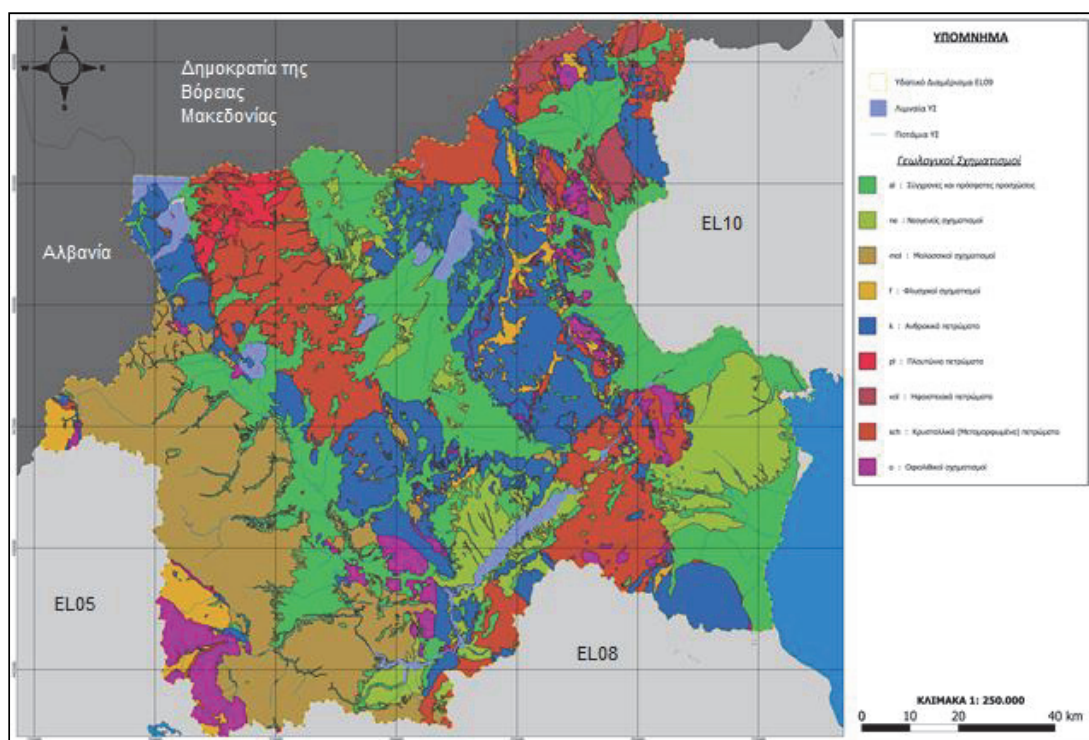 Δημοκρατία της
Βόρειας
Μακεδονίας
Αλβανία
EL10
EL05
EL08
N
W
E
S
ΥΠΟΜΝΗΜΑ
Υδατικό Διαμέρισμα EL09
Λιμναία ΥΣ
Ποτάμια ΥΣ
Γεωλογικοί Σχηματισμοί
al : Σύγχρονες και πρόσφατες προσχώσεις
ne : Νεογενείς σχηματισμοί
mol : Μολασσικοί σχηματισμοί
f : Φλυσχικοί σχηματισμοί
k : Ανθρακικά πετρώματα
pl : Πλουτώνια πετρώματα
vol : Ηφαιστειακά πετρώματα
sch : Κρυσταλλικά (Μεταμορφωμένα) πετρώματα
o : Οφιολιθικοί σχηματισμοί
ΚΛΙΜΑΚΑ 1: 250.000
0 10 20 40 km